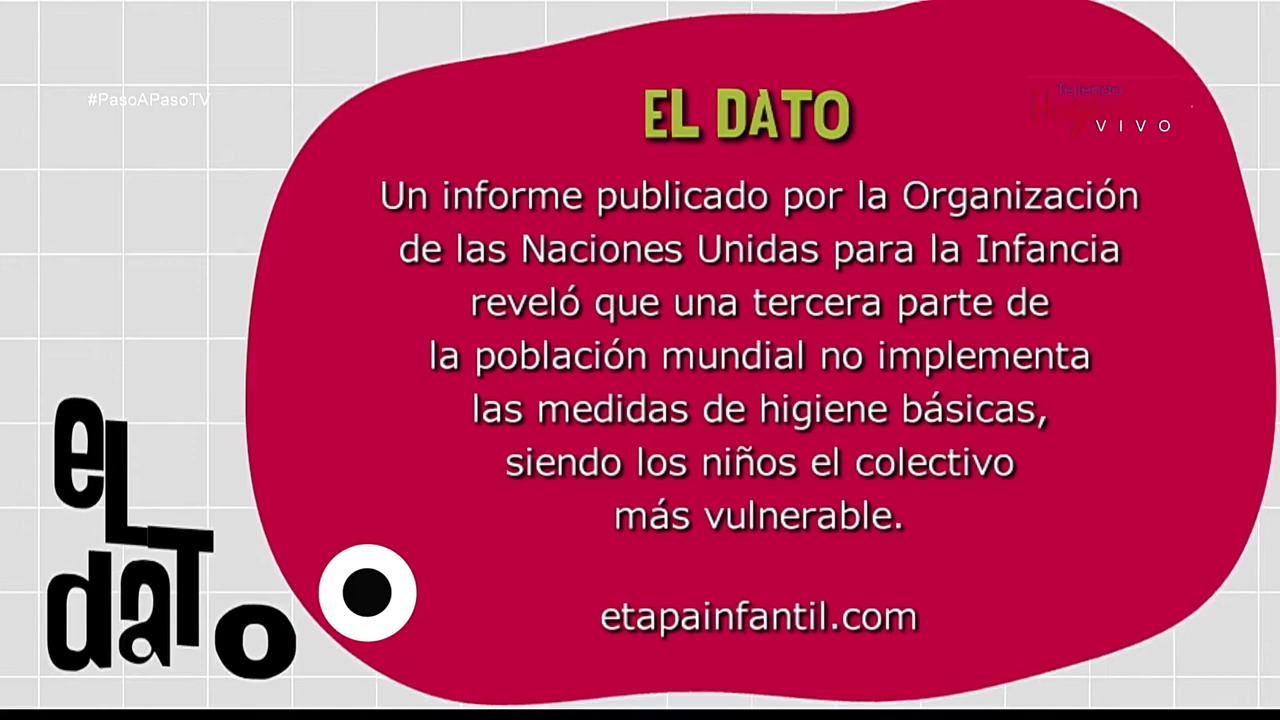 #PasoAPasoTV
Tejiendo
VIVO
EL DATO
Un informe publicado por la Organización
de las Naciones Unidas para la Infancia
reveló que una tercera parte de
la población mundial no implementa
las medidas de higiene básicas,
siendo los niños el colectivo
más vulnerable.
etapainfantil.com
eL
daTo